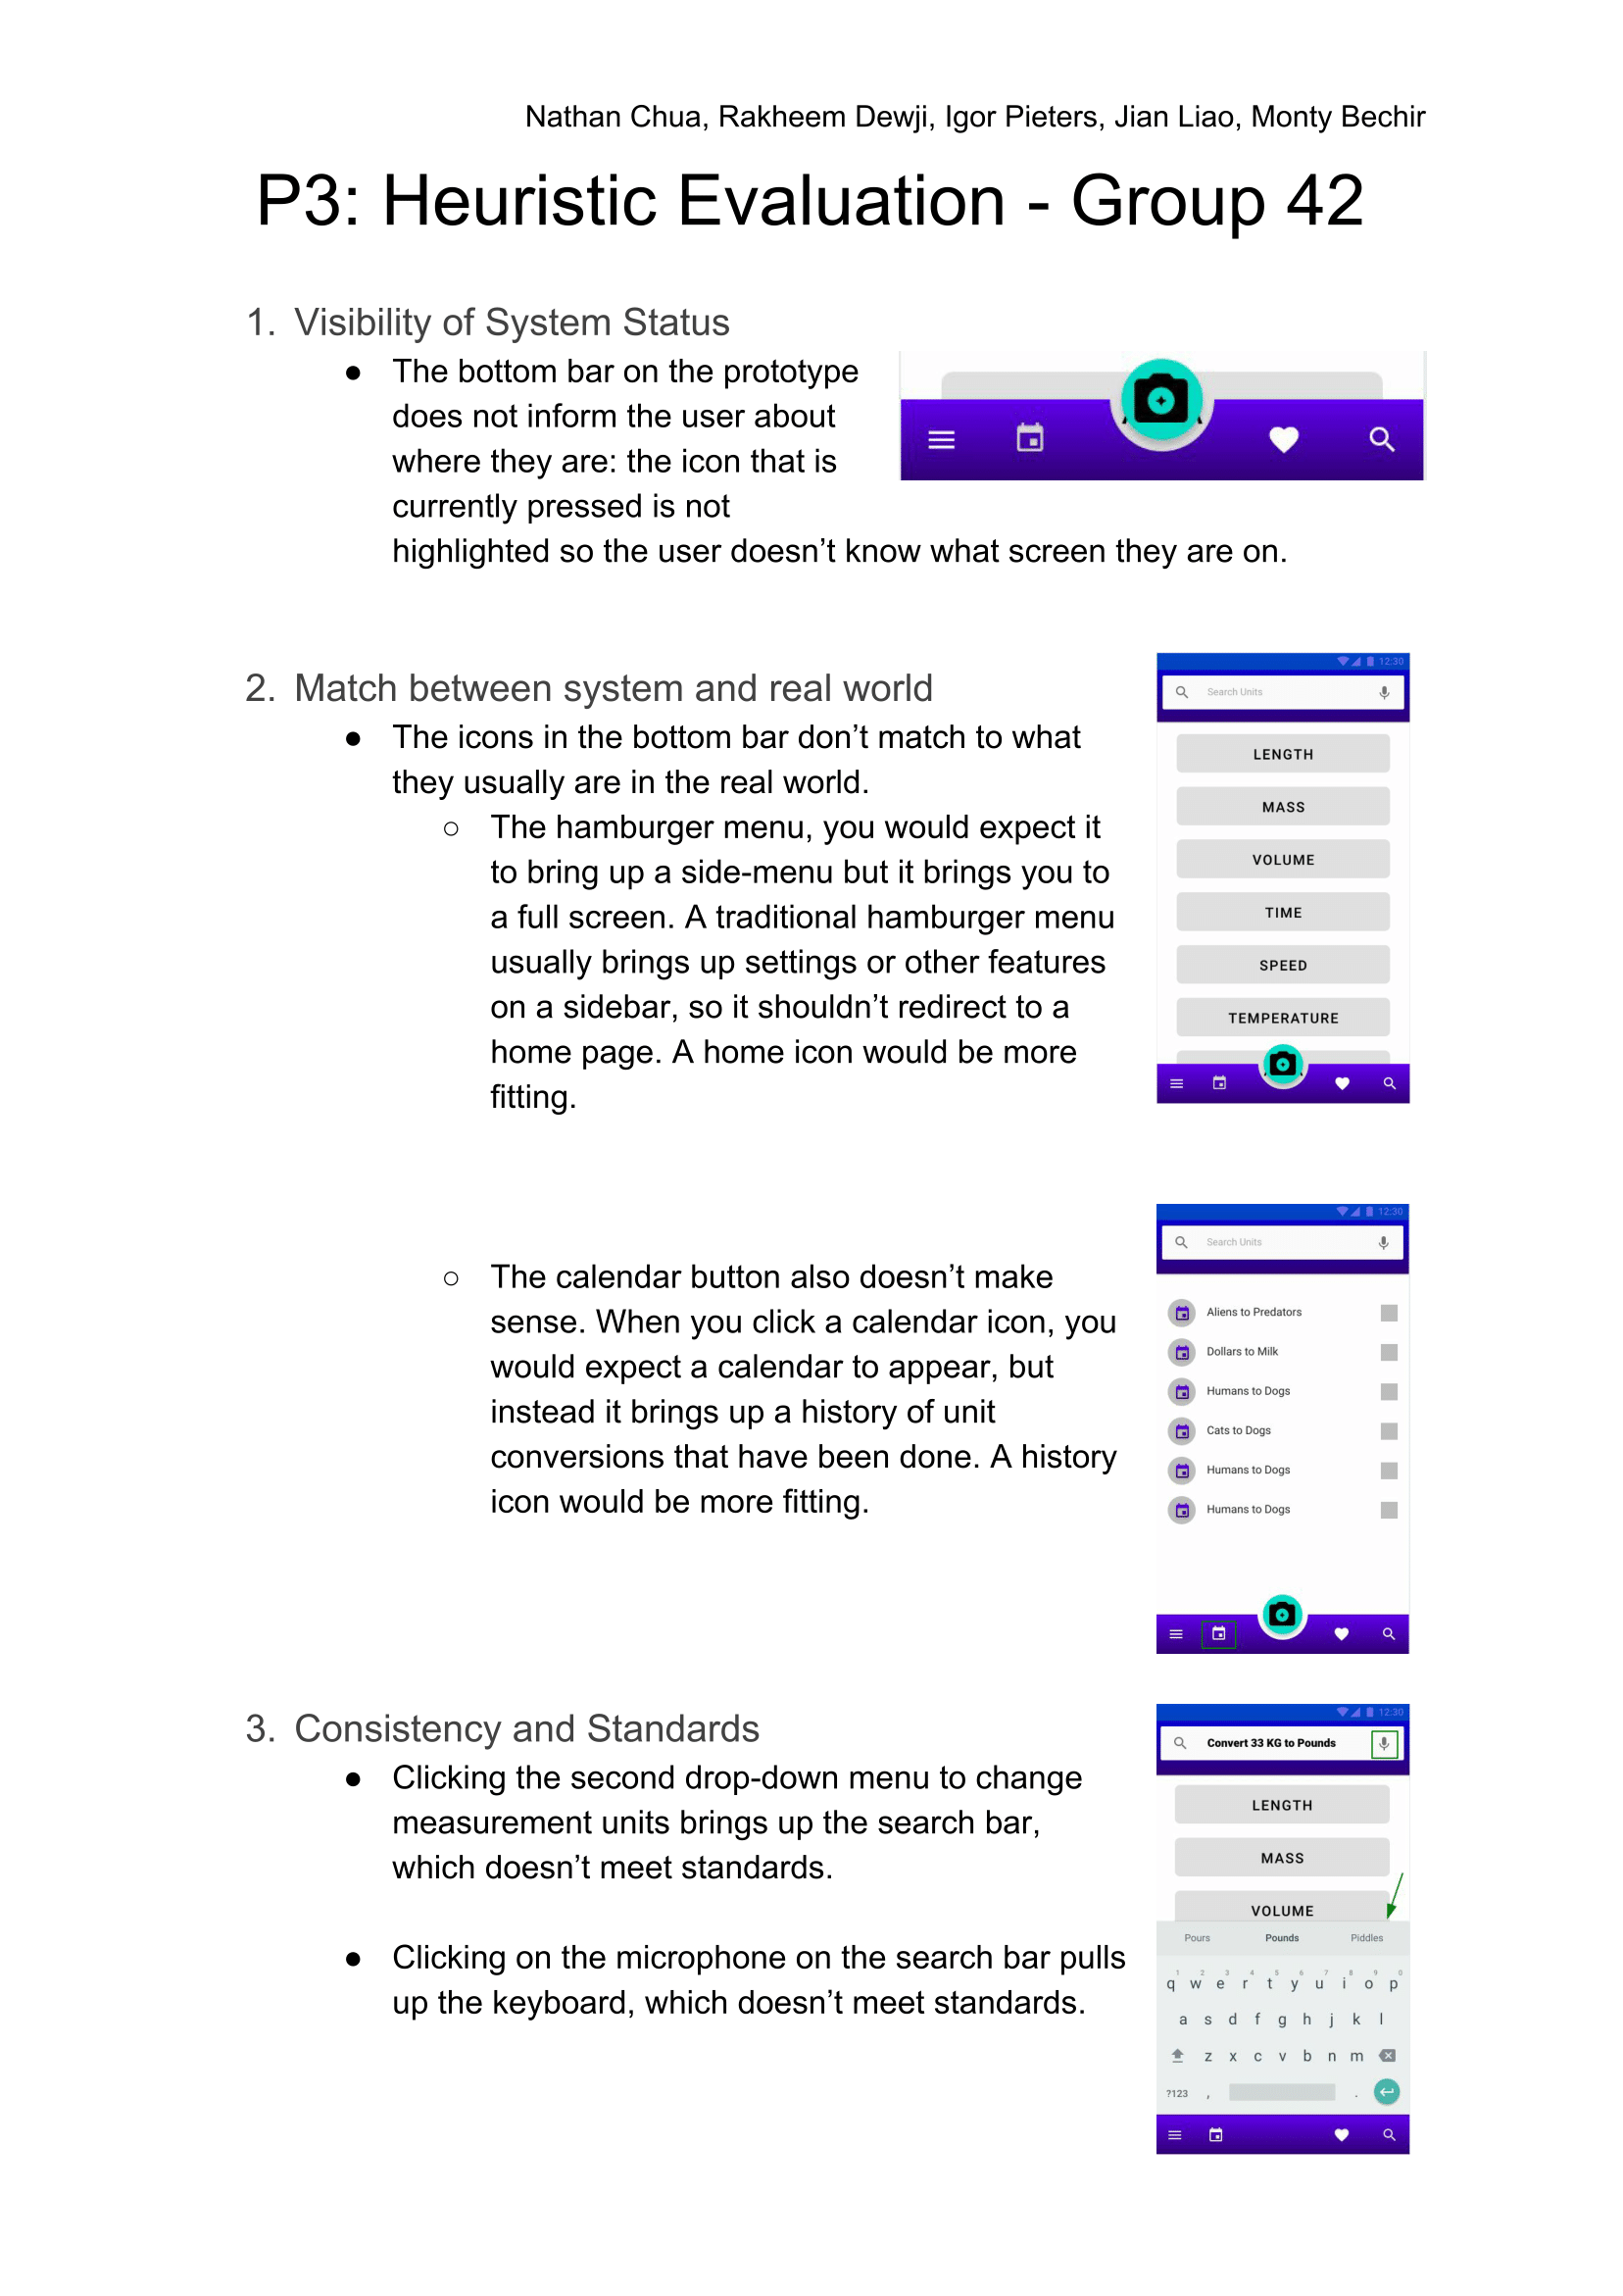 Nathan Chua, Rakheem Dewji, Igor Pieters, Jian Liao, Monty Bechir
P3: Heuristic Evaluation - Group 42
1. Visibility of System Status
● The bottom bar on the prototype
does not inform the user about
where they are: the icon that is
currently pressed is not
highlighted so the user doesn’t know what screen they are on.
2. Match between system and real world
● The icons in the bottom bar don’t match to what
they usually are in the real world.
○ The hamburger menu, you would expect it
to bring up a side-menu but it brings you to
a full screen. A traditional hamburger menu
usually brings up settings or other features
on a sidebar, so it shouldn’t redirect to a
home page. A home icon would be more
fitting.
12:30
Search Units
LENGTH
MASS
VOLUME
TIME
SPEED
TEMPERATURE
○ The calendar button also doesn’t make
sense. When you click a calendar icon, you
would expect a calendar to appear, but
instead it brings up a history of unit
conversions that have been done. A history
icon would be more fitting.
12:30
Search Units
Aliens to Predators
Dollars to Milk
Humans to Dogs
Cats to Dogs
Humans to Dogs
Humans to Dogs
3. Consistency and Standards
● Clicking the second drop-down menu to change
measurement units brings up the search bar,
which doesn’t meet standards.
● Clicking on the microphone on the search bar pulls
up the keyboard, which doesn’t meet standards.
12:30
Convert 33 KG to Pounds
LENGTH
MASS
VOLUME
Pours Pounds Piddles
1 2 3 4 5 6 7 8 9 0
q w e r t y u i o p
a s d f g h j k l
z x c v b n m
?123 , .